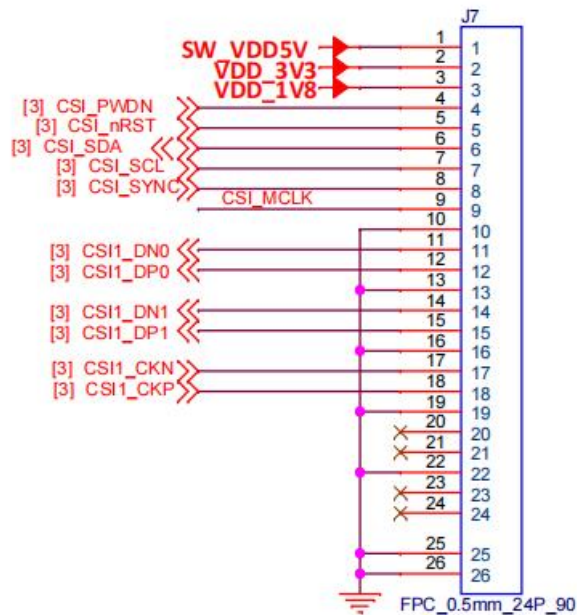 J7
SW_VDD5V 1 1
VDD_3V3 2 2
VDD_1V8 3 3
[3] CSI_PWDN 4 4
[3] CSI_nRST 5 5
[3] CSI_SDA 6 6
[3] CSI_SCL 7 7
[3] CSI_SYNC 8 8
CSI_MCLK 9 9
10 10
[3] CSI1_DN0 11 11
[3] CSI1_DP0 12 12
13 13
[3] CSI1_DN1 14 14
[3] CSI1_DP1 15 15
16 16
[3] CSI1_CKN 17 17
[3] CSI1_CKP 18 18
19 19
20 20
21 21
22 22
23 23
24 24
25 25
26 26
FPC_0.5mm_24P_90